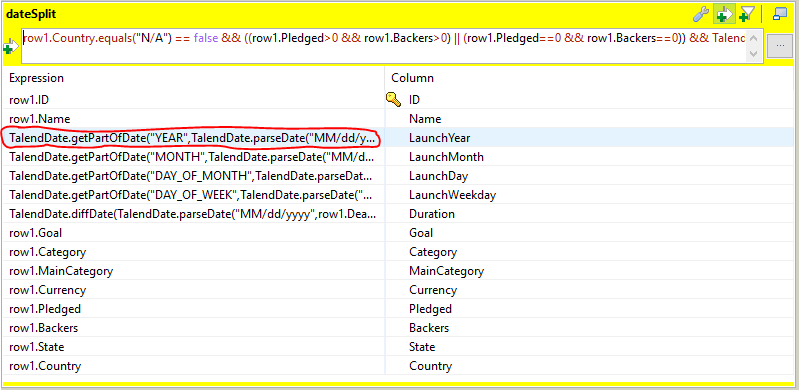 dateSplit
row1.Country.equals("N/A") == false && ((row1.Pledged>0 && row1.Backers>0) || (row1.Pledged==0 && row1.Backers==0)) && Talend
...
Expression Column
row1.ID ID
row1.Name Name
TalendDate.getPartOfDate("YEAR",TalendDate.parseDate("MM/dd/y... LaunchYear
TalendDate.getPartOfDate("MONTH",TalendDate.parseDate("MM/d... LaunchMonth
TalendDate.getPartOfDate("DAY_OF_MONTH",TalendDate.parseDat... LaunchDay
TalendDate.getPartOfDate("DAY_OF_WEEK",TalendDate.parseDate("... LaunchWeekday
TalendDate.diffDate(TalendDate.parseDate("MM/dd/yyyy",row1.Dea... Duration
row1.Goal Goal
row1.Category Category
row1.MainCategory MainCategory
row1.Currency Currency
row1.Pledged Pledged
row1.Backers Backers
row1.State State
row1.Country Country